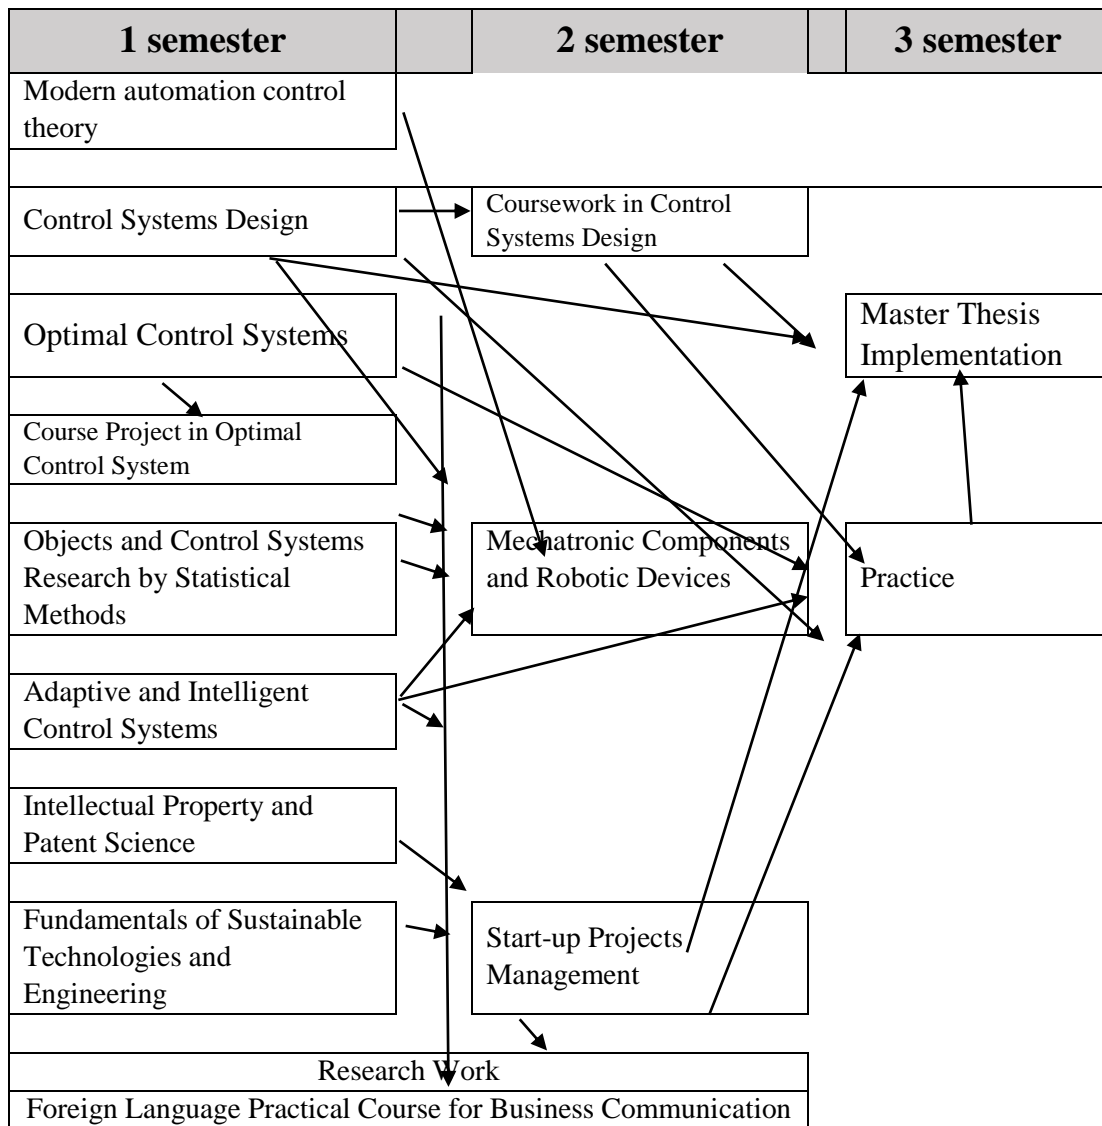 1 semester
2 semester
3 semester
Modern automation control
theory
Control Systems Design
Coursework in Control
Systems Design
Optimal Control Systems
Master Thesis
Implementation
Course Project in Optimal
Control System
Objects and Control Systems
Research by Statistical
Methods
Mechatronic Components
and Robotic Devices
Practice
Adaptive and Intelligent
Control Systems
Intellectual Property and
Patent Science
Fundamentals of Sustainable
Technologies and
Engineering
Start-up Projects
Management
Research Work
Foreign Language Practical Course for Business Communication